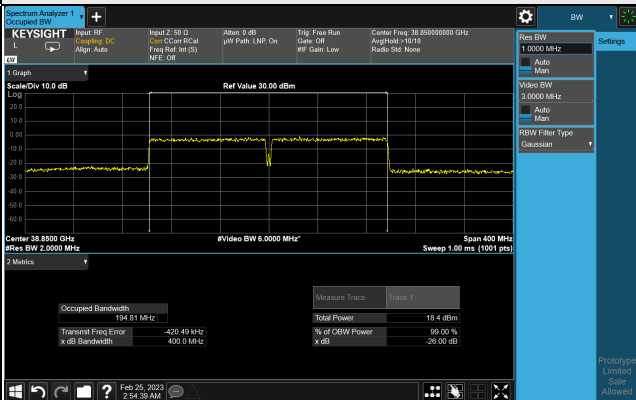 Spectrum Analyzer 1
Occupied BW
+
BW
KEYSIGHT
L
LXI
Input: RF
Coupling: DC
Align: Auto
Input Z: 50 Ω
Corr CCorr RCal
Freq Ref: Int (S)
NFE: Off
Atten: 0 dB
µW Path: LNP, On
Trig: Free Run
Gate: Off
#IF Gain: Low
Center Freq: 38.850000000 GHz
Avg|Hold:>10/10
Radio Std: None
Res BW
1.0000 MHz
Auto
Man
Settings
Video BW
3.0000 MHz
Auto
Man
RBW Filter Type
Gaussian
1 Graph
Scale/Div 10.0 dB
Ref Value 30.00 dBm
Log
20.0
10.0
0.00
-10.0
-20.0
-30.0
-40.0
-50.0
-60.0
Center 38.8500 GHz
#Res BW 2.0000 MHz
#Video BW 6.0000 MHz*
Span 400 MHz
Sweep 1.00 ms (1001 pts)
2 Metrics
Measure Trace
Trace 1
Occupied Bandwidth
194.81 MHz
Total Power
18.4 dBm
Transmit Freq Error
-420.49 kHz
% of OBW Power
99.00 %
x dB Bandwidth
400.0 MHz
x dB
-26.00 dB
Prototype
Limited
Sale
Allowed
?
Feb 25, 2023
2:54:39 AM